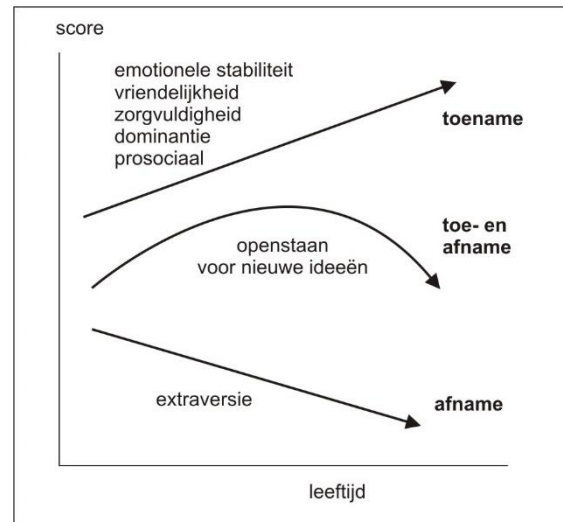 score
emotionele stabiliteit
vriendelijkheid
zorgvuldigheid
dominantie
prosociaal
toename
toe- en
afname
openstaan
voor nieuwe ideeën
extraversie
afname
leeftijd